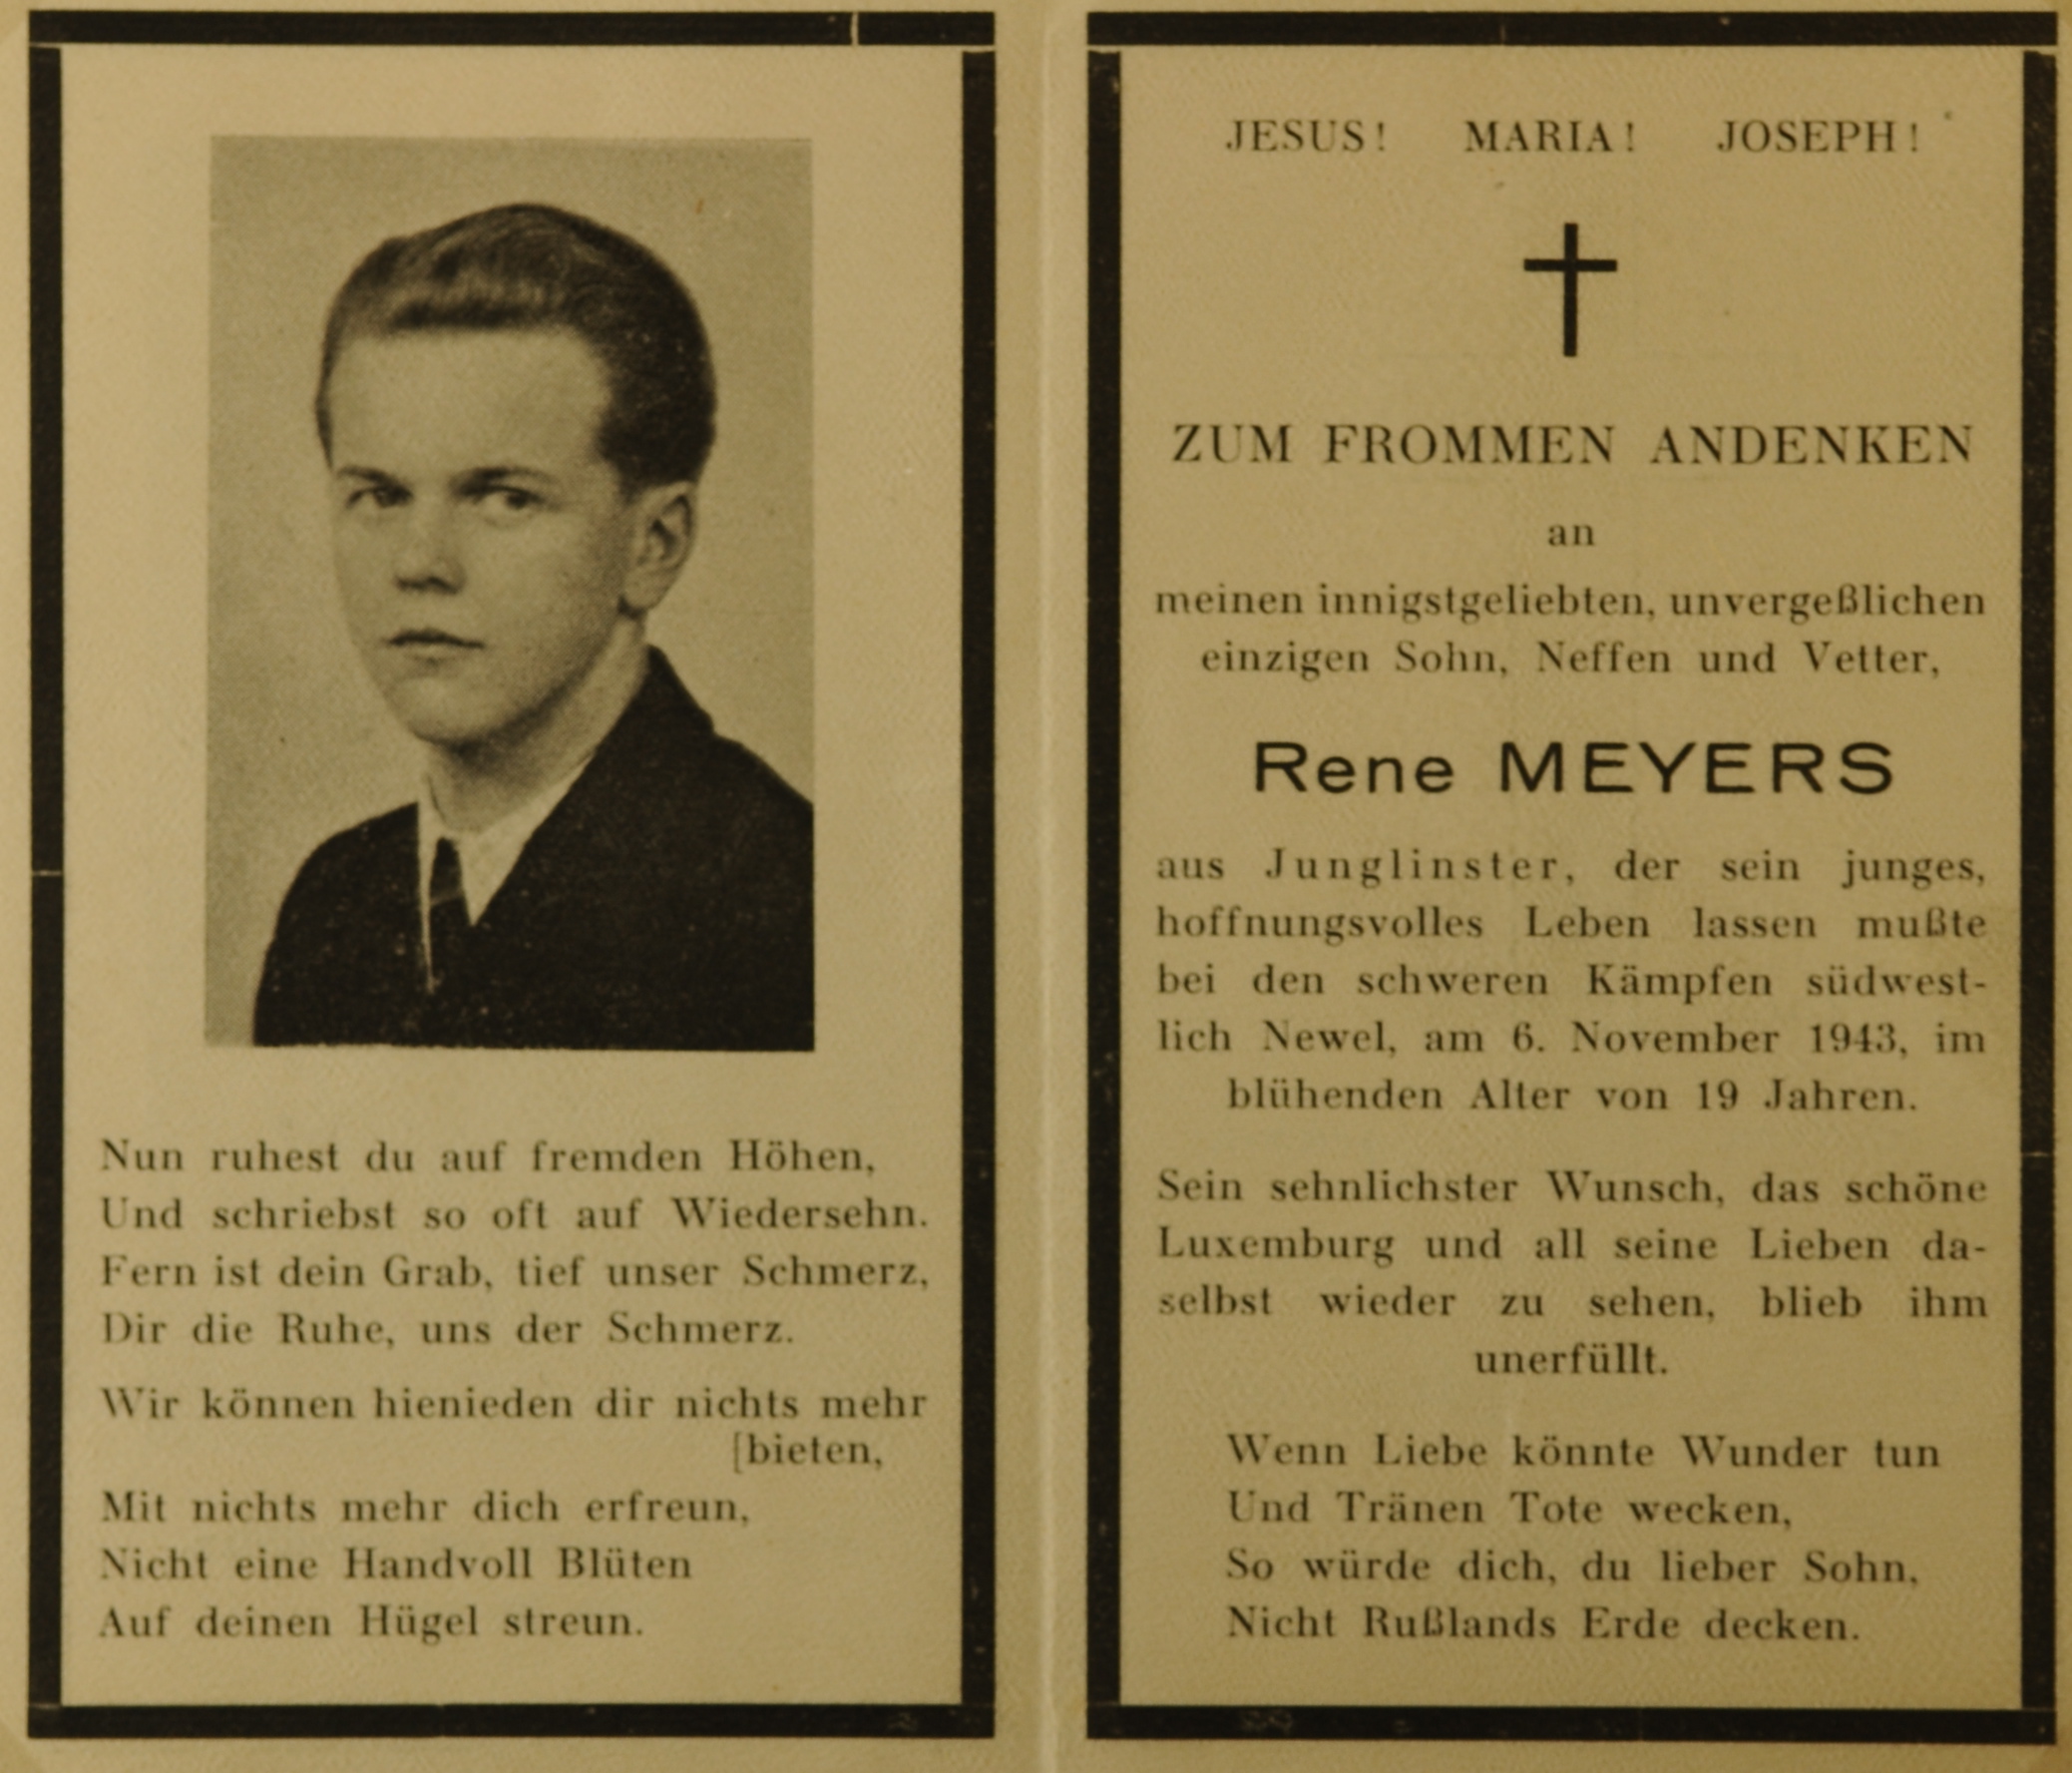 Nun ruhest du auf fremden Höhen,
Und schriebst so oft auf Wiedersehn.
Fern ist dein Grab, tief unser Schmerz,
Dir die Ruhe, uns der Schmerz.
Wir können hienieden dir nichts mehr
[bieten,
Mit nichts mehr dich erfreun,
Nicht eine Handvoll Blüten
Auf deinen Hügel streun.
JESUS! MARIA! JOSEPH!
ZUM FROMMEN ANDENKEN
an
meinen innigstgeliebten, unvergeßlichen
einzigen Sohn, Neffen und Vetter,
Rene MEYERS
aus Junglinster, der sein junges,
hoffnungsvolles Leben lassen mußte
bei den schweren Kämpfen südwest-
lich Newel, am 6. November 1943, im
blühenden Alter von 19 Jahren.
Sein sehnlichster Wunsch, das schöne
Luxemburg und all seine Lieben da-
selbst wieder zu sehen, blieb ihm
unerfüllt.
Wenn Liebe könnte Wunder tun
Und Tränen Tote wecken,
So würde dich, du lieber Sohn,
Nicht Rußlands Erde decken.